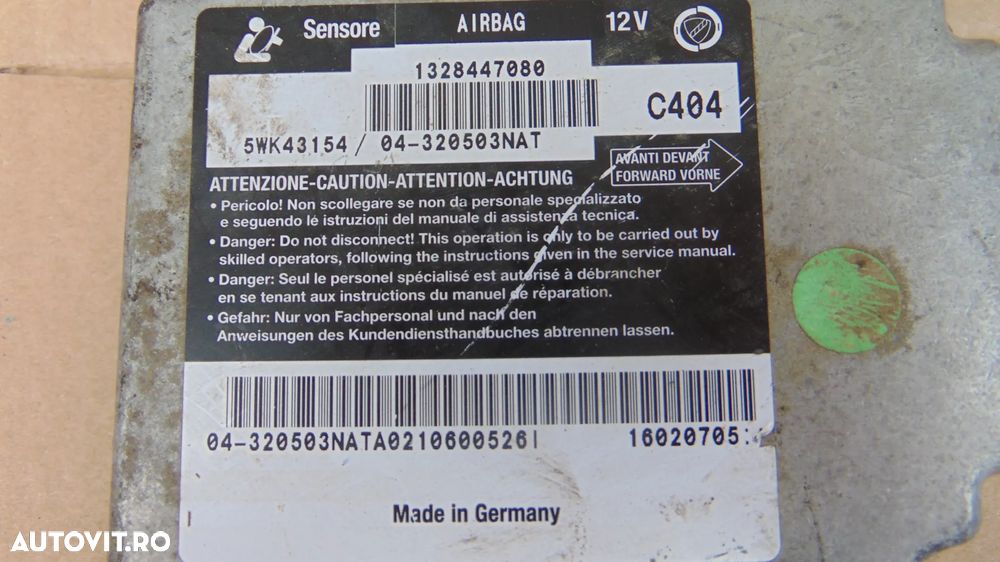 Sensore AIRBAG 12V
1328447080
C404
5WK43154 / 04-320503NAT
AVANTI DEVANT
FORWARD VORNE
ATTENZIONE-CAUTION-ATTENTION-ACHTUNG
• Pericolo! Non scollegare se non da personale specializzato
e seguendo le istruzioni del manuale di assistenza tecnica.
• Danger: Do not disconnect! This operation is only to be carried out by
skilled operators, following the instructions given in the service manual.
• Danger: Seul le personel spécialisé est autorisé à débrancher
en se tenant aux instructions du manuel de réparation.
• Gefahr: Nur von Fachpersonal und nach den
Anweisungen des Kundendiensthandbuches abtrennen lassen.
04-320503NATA0210600526I
Made in Germany
AUTOVIT.RO